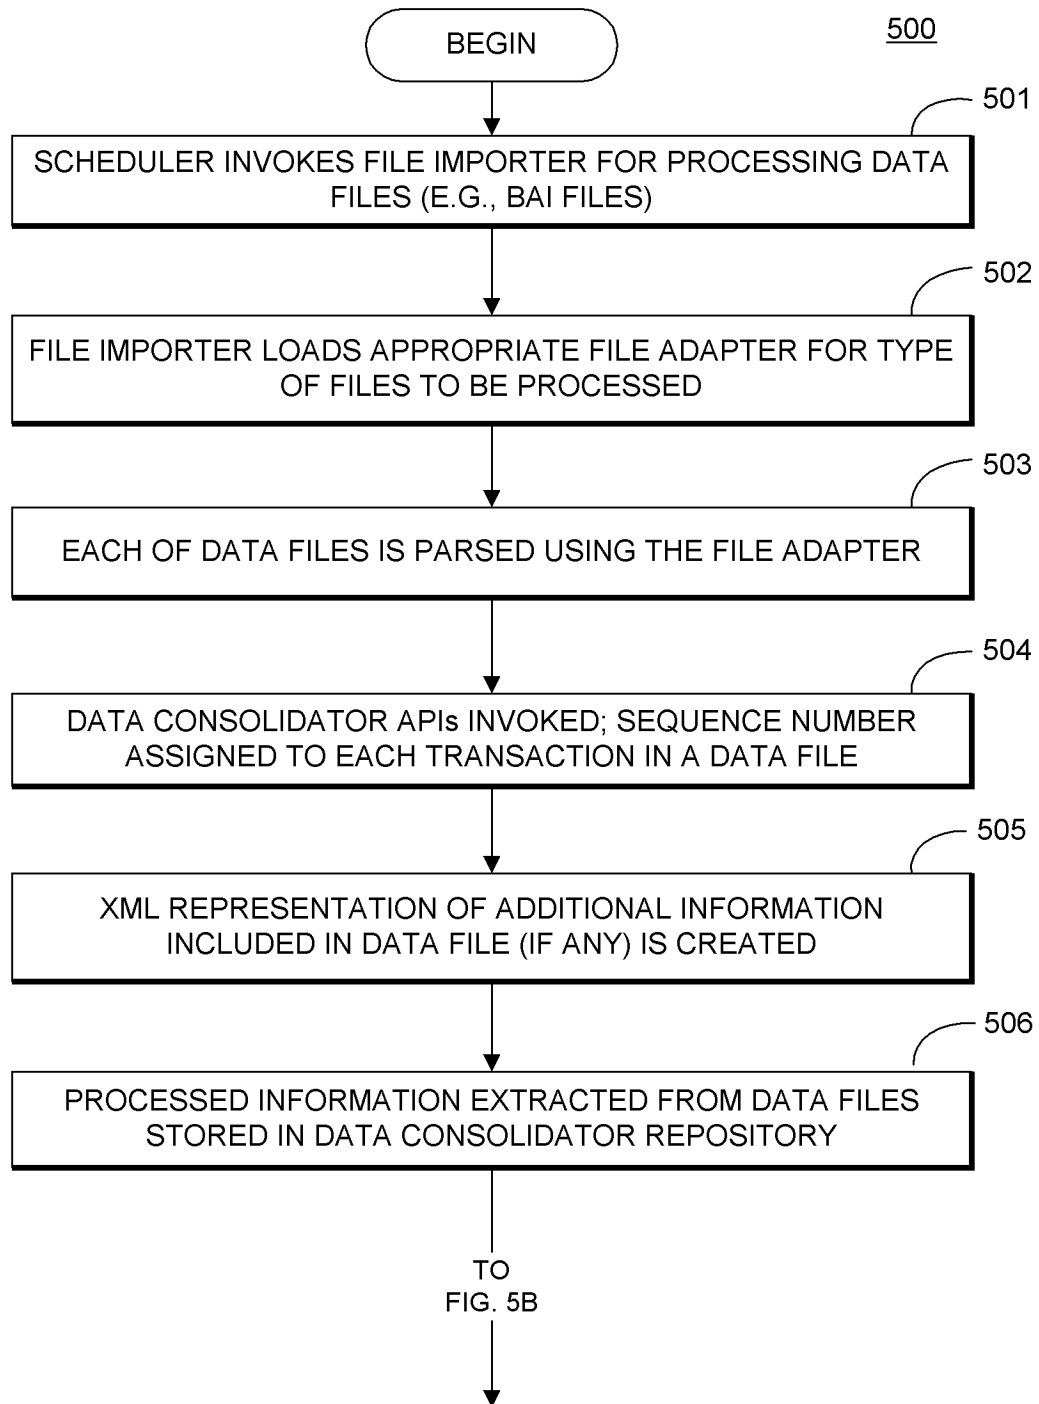 BEGIN
500
501
SCHEDULER INVOKES FILE IMPORTER FOR PROCESSING DATA
FILES (E.G., BAI FILES)
502
FILE IMPORTER LOADS APPROPRIATE FILE ADAPTER FOR TYPE
OF FILES TO BE PROCESSED
503
EACH OF DATA FILES IS PARSED USING THE FILE ADAPTER
504
DATA CONSOLIDATOR APIs INVOKED; SEQUENCE NUMBER
ASSIGNED TO EACH TRANSACTION IN A DATA FILE
505
XML REPRESENTATION OF ADDITIONAL INFORMATION
INCLUDED IN DATA FILE (IF ANY) IS CREATED
506
PROCESSED INFORMATION EXTRACTED FROM DATA FILES
STORED IN DATA CONSOLIDATOR REPOSITORY
TO
FIG. 5B